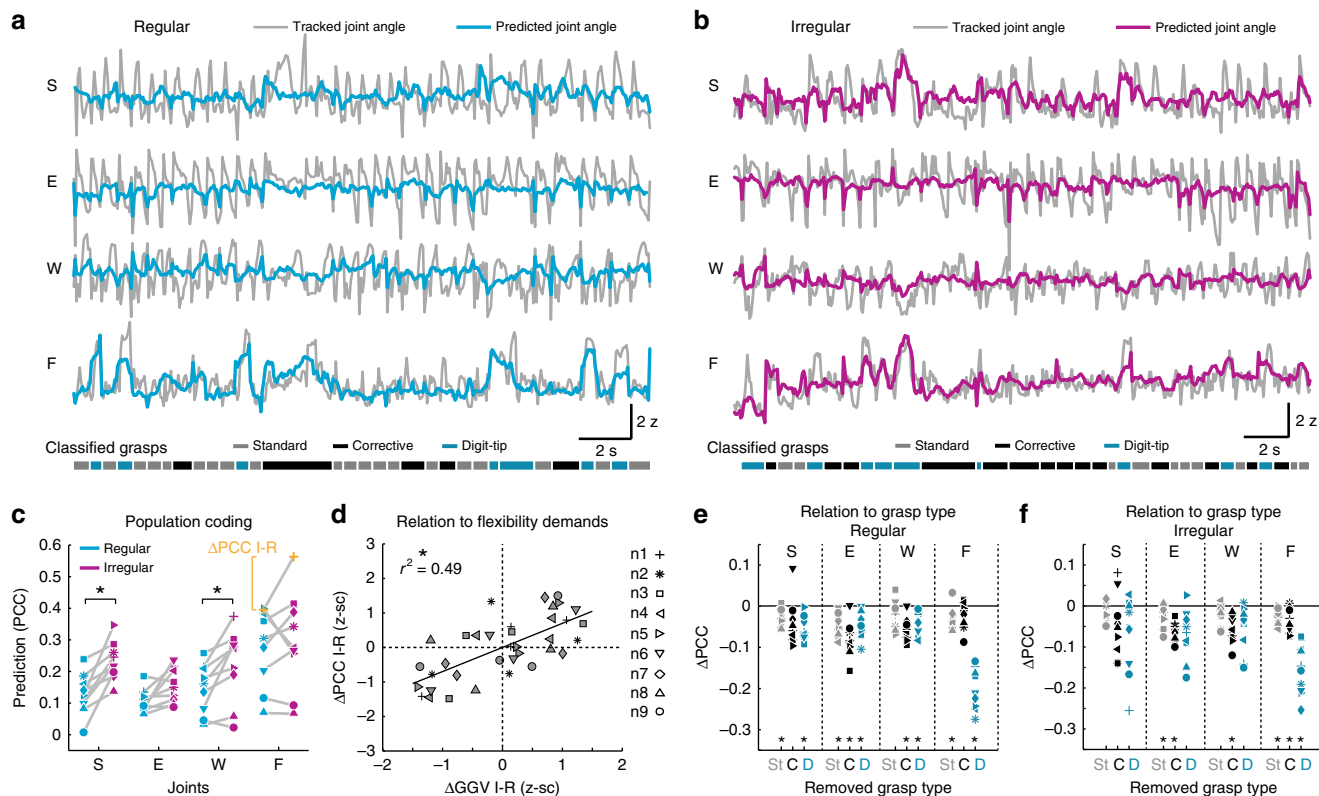 a
Regular
Tracked joint angle
Predicted joint angle
S
E
W
F
2 z
2 s
Classified grasps
Standard
Corrective
Digit-tip
b
Irregular
Tracked joint angle
Predicted joint angle
S
E
W
F
2 z
2 s
Classified grasps
Standard
Corrective
Digit-tip
c
Population coding
Regular
Irregular
ΔPCC I-R
*
*
Prediction (PCC)
0.6
0.5
0.4
0.3
0.2
0.1
0
S E W F
Joints
d
Relation to flexibility demands
*
r² = 0.49
ΔPCC I-R (z-sc)
3
2
1
0
−1
−2
−3
−2 −1 0 1 2
ΔGGV I-R (z-sc)
n1
n2
n3
n4
n5
n6
n7
n8
n9
e
Relation to grasp type
Regular
S E W F
ΔPCC
0.1
0
−0.1
−0.2
−0.3
* * * * * * * * *
St C D St C D St C D St C D
Removed grasp type
f
Relation to grasp type
Irregular
S E W F
ΔPCC
0.1
0
−0.1
−0.2
−0.3
* * * * * *
St C D St C D St C D St C D
Removed grasp type